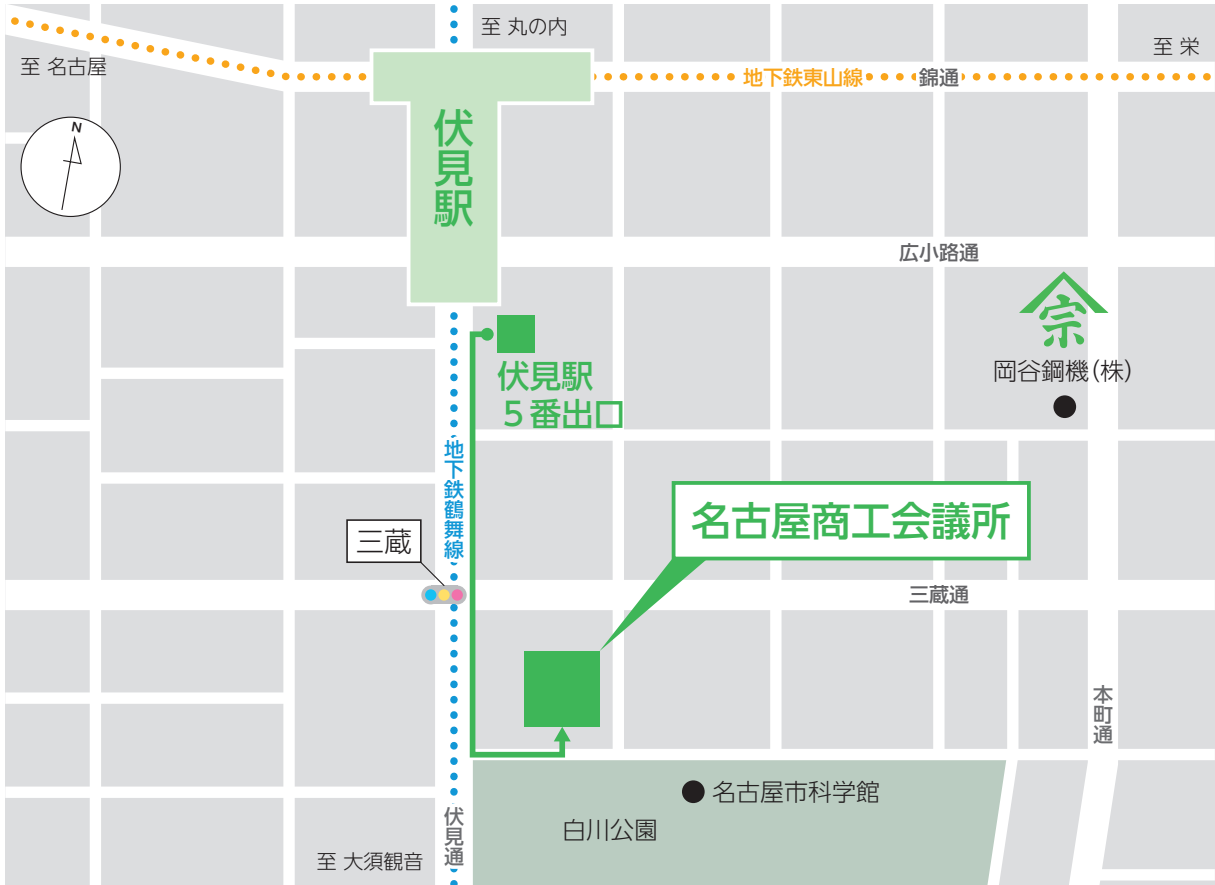 至 丸の内
至 栄
至 名古屋
地下鉄東山線
錦通
N
伏見駅
広小路通
宗
岡谷鋼機(株)
伏見駅
5番出口
地下鉄鶴舞線
名古屋商工会議所
三蔵
三蔵通
本町通
名古屋市科学館
白川公園
伏見通
至 大須観音